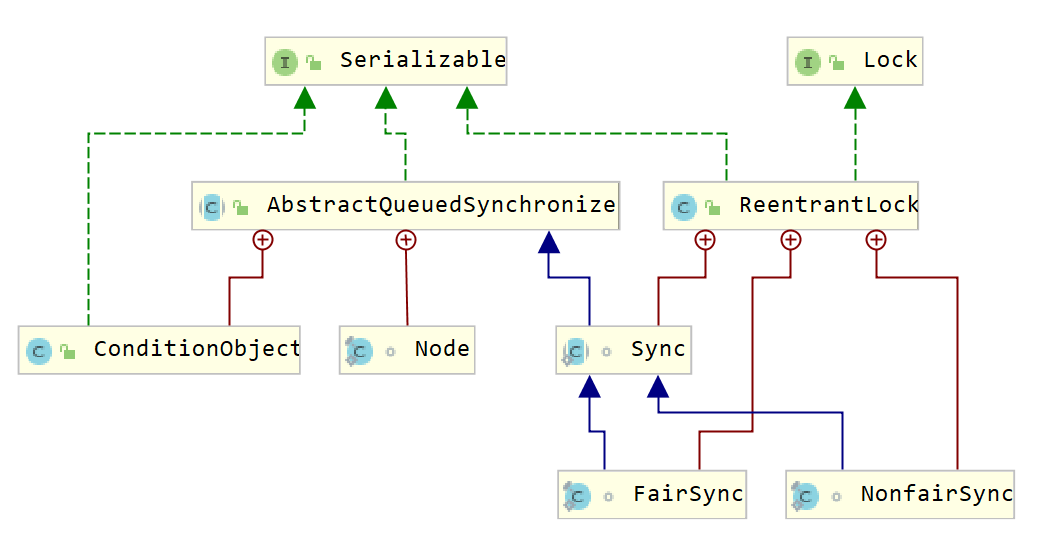 I Serializable
I Lock
C AbstractQueuedSynchronize
C ReentrantLock
C ConditionObject
C Node
C Sync
C FairSync
C NonfairSync